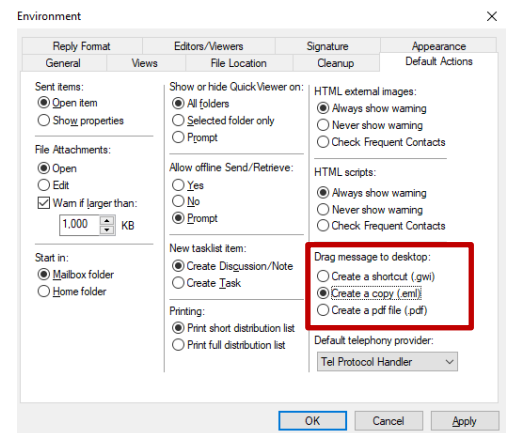 Environment
Reply Format Editors/Viewers Signature Appearance
General Views File Location Cleanup Default Actions
Sent items:
Open item
Show properties
File Attachments:
Open
Edit
Warn if larger than:
1,000 KB
Start in:
Mailbox folder
Home folder
Show or hide QuickViewer on:
All folders
Selected folder only
Prompt
Allow offline Send/Retrieve:
Yes
No
Prompt
New tasklist item:
Create Discussion/Note
Create Task
Printing:
Print short distribution list
Print full distribution list
HTML external images:
Always show warning
Never show warning
Check Frequent Contacts
HTML scripts:
Always show warning
Never show warning
Check Frequent Contacts
Drag message to desktop:
Create a shortcut (.gwi)
Create a copy (.eml)
Create a pdf file (.pdf)
Default telephony provider:
Tel Protocol Handler
OK Cancel Apply